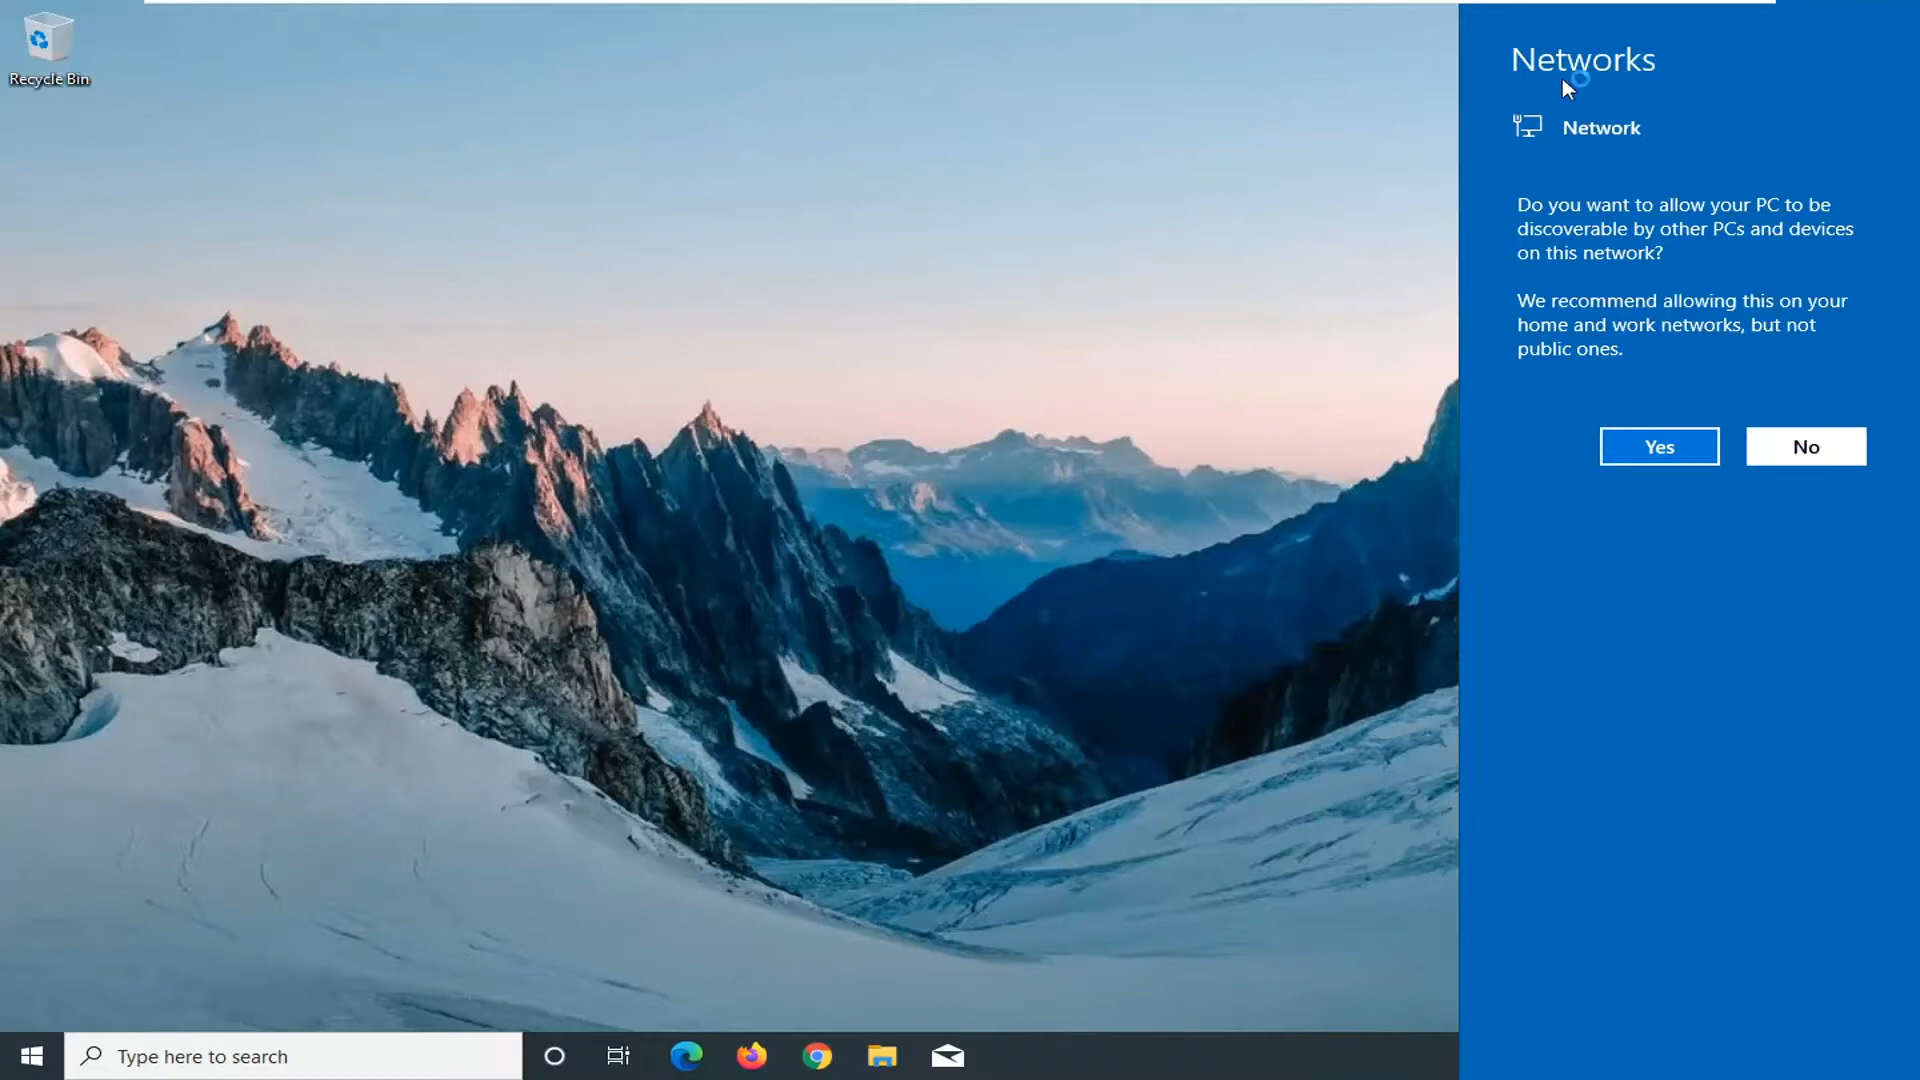 Recycle Bin
Networks
Network
Do you want to allow your PC to be
discoverable by other PCs and devices
on this network?
We recommend allowing this on your
home and work networks, but not
public ones.
Yes
No
Type here to search